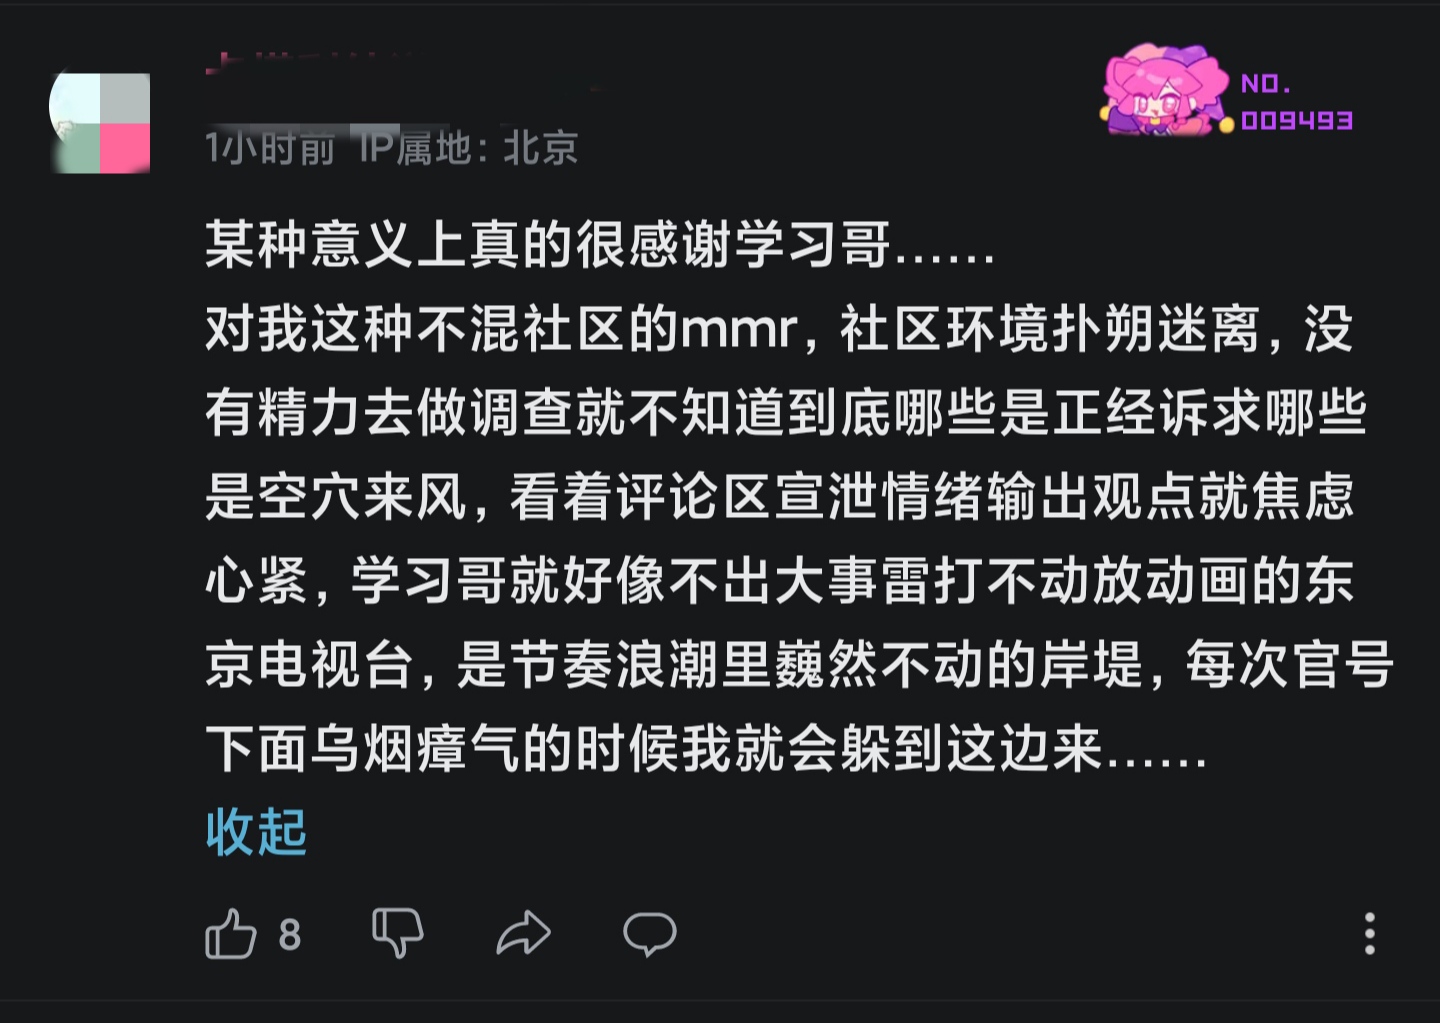 NO.
009493
1小时前 IP属地：北京
某种意义上真的很感谢学习哥......
对我这种不混社区的mmr，社区环境扑朔迷离，没
有精力去做调查就不知道到底哪些是正经诉求哪些
是空穴来风，看着评论区宣泄情绪输出观点就焦虑
心紧，学习哥就好像不出大事雷打不动放动画的东
京电视台，是节奏浪潮里巍然不动的岸堤，每次官号
下面乌烟瘴气的时候我就会躲到这边来......
收起
8